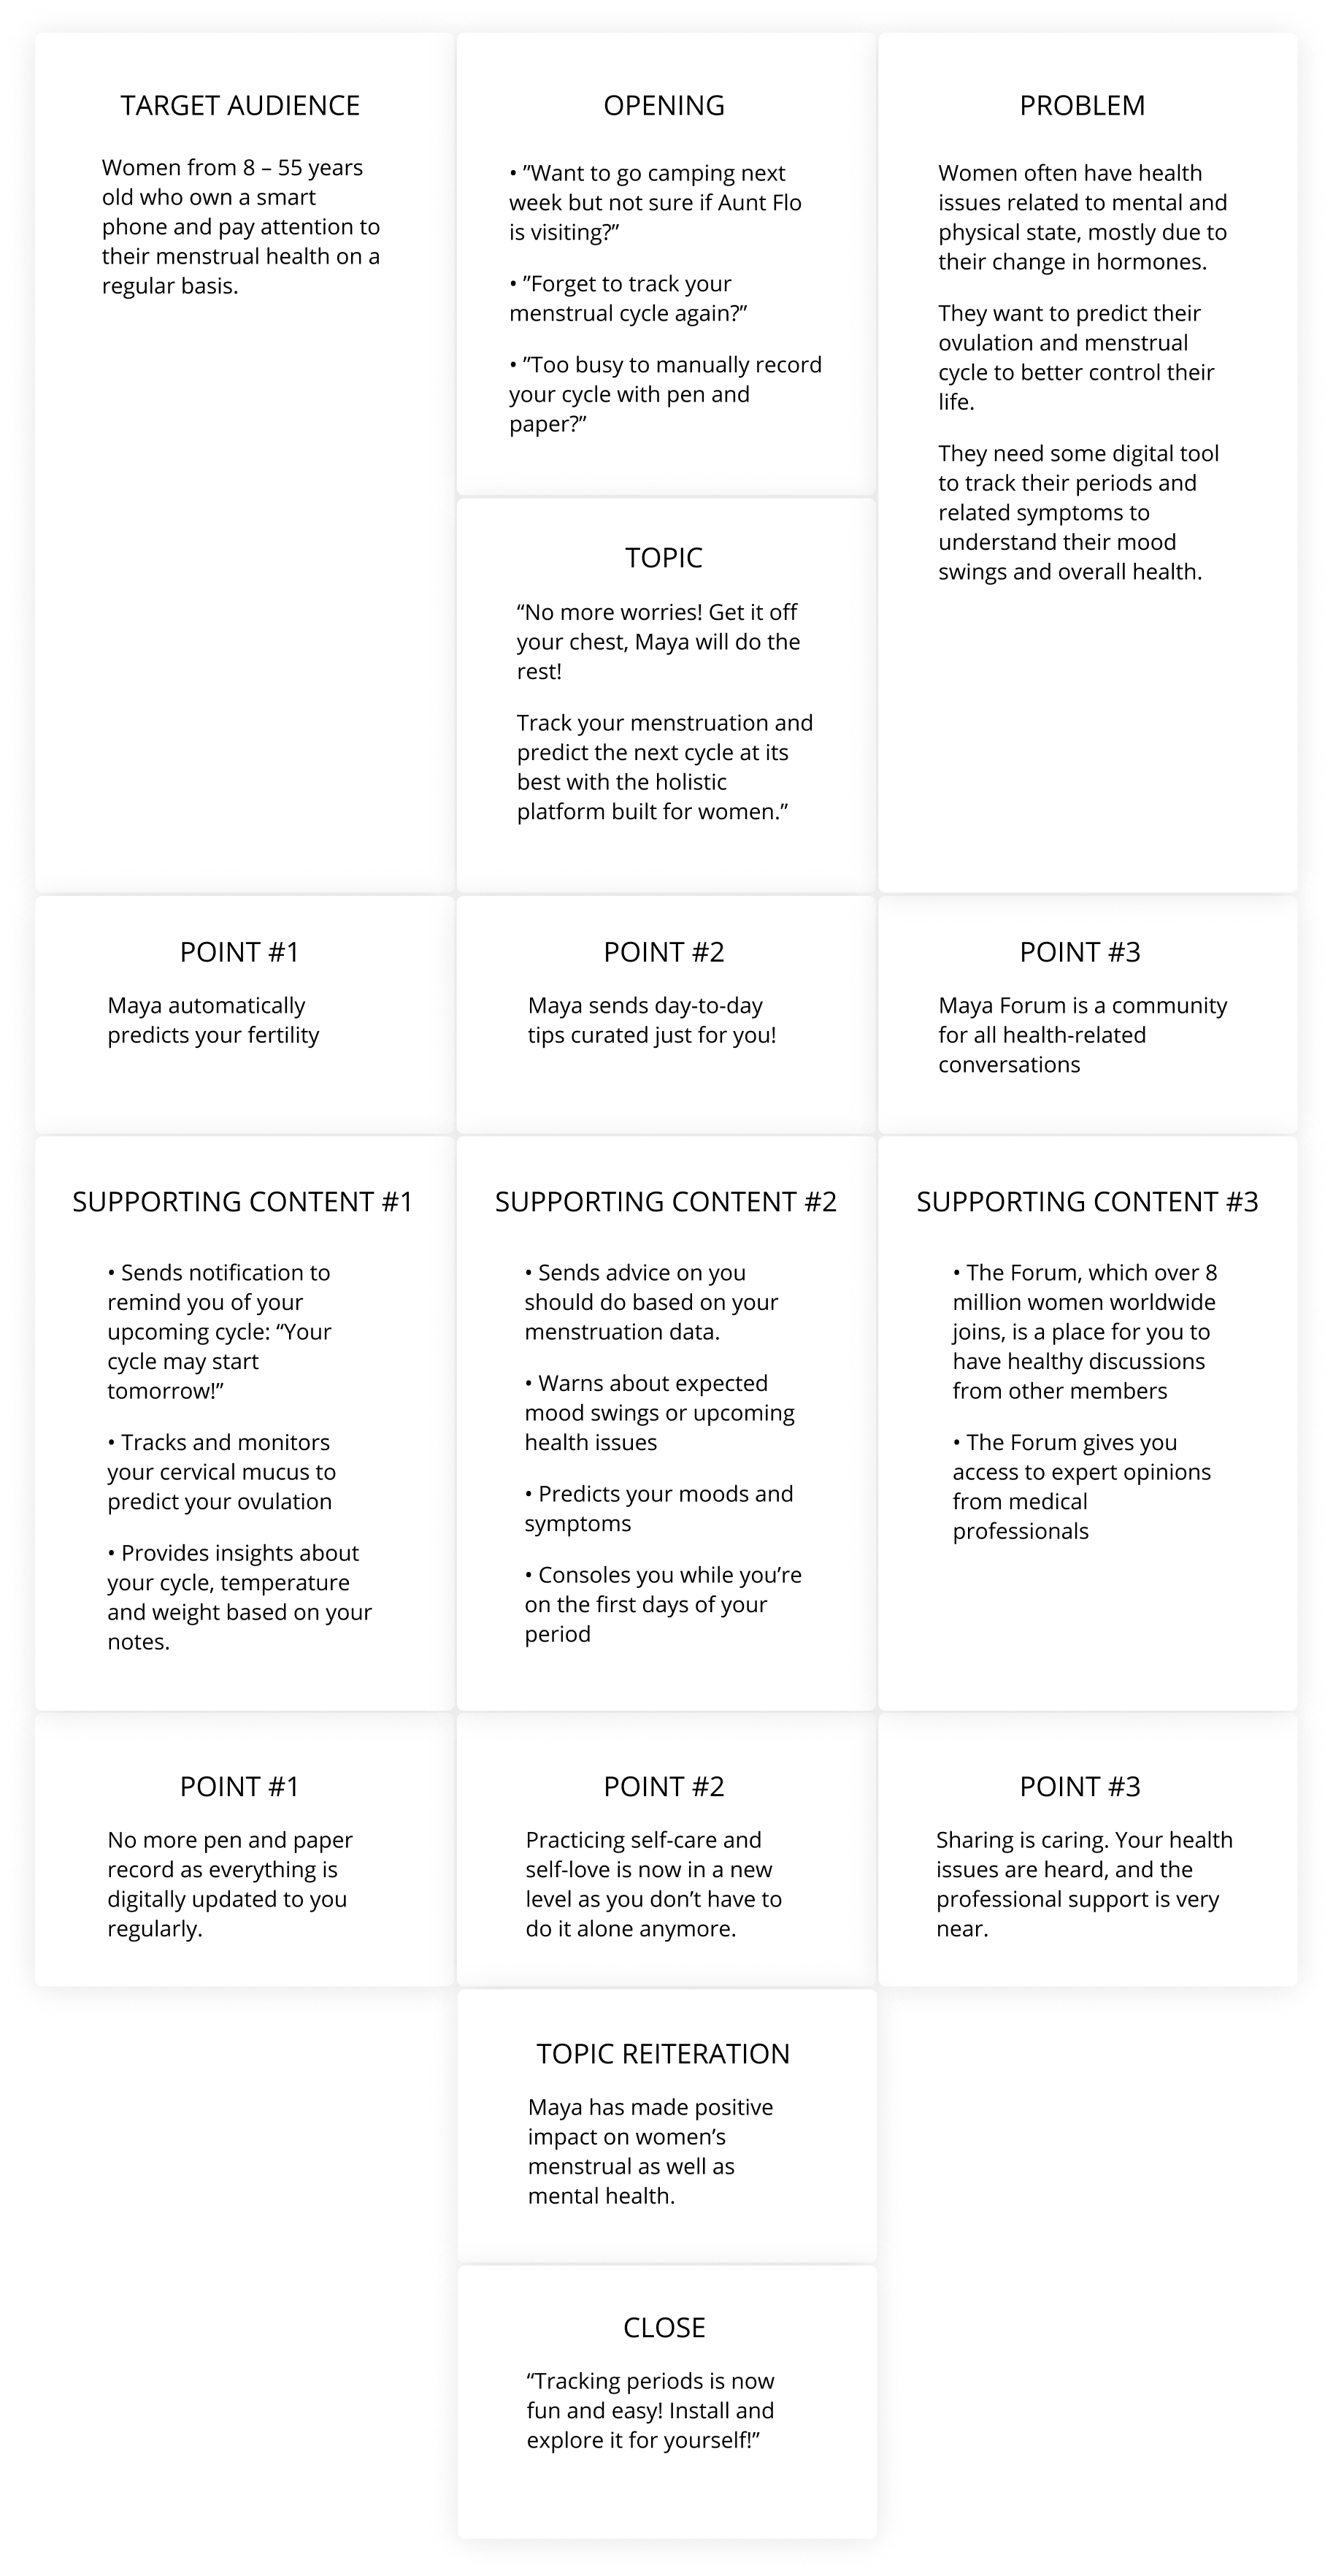 TARGET AUDIENCE
Women from 8 – 55 years
old who own a smart
phone and pay attention to
their menstrual health on a
regular basis.
OPENING
• ”Want to go camping next
week but not sure if Aunt Flo
is visiting?”
• ”Forget to track your
menstrual cycle again?”
• ”Too busy to manually record
your cycle with pen and
paper?”
TOPIC
“No more worries! Get it off
your chest, Maya will do the
rest!
Track your menstruation and
predict the next cycle at its
best with the holistic
platform built for women.”
PROBLEM
Women often have health
issues related to mental and
physical state, mostly due to
their change in hormones.
They want to predict their
ovulation and menstrual
cycle to better control their
life.
They need some digital tool
to track their periods and
related symptoms to
understand their mood
swings and overall health.
POINT #1
Maya automatically
predicts your fertility
POINT #2
Maya sends day-to-day
tips curated just for you!
POINT #3
Maya Forum is a community
for all health-related
conversations
SUPPORTING CONTENT #1
• Sends notification to
remind you of your
upcoming cycle: “Your
cycle may start
tomorrow!”
• Tracks and monitors
your cervical mucus to
predict your ovulation
• Provides insights about
your cycle, temperature
and weight based on your
notes.
SUPPORTING CONTENT #2
• Sends advice on you
should do based on your
menstruation data.
• Warns about expected
mood swings or upcoming
health issues
• Predicts your moods and
symptoms
• Consoles you while you’re
on the first days of your
period
SUPPORTING CONTENT #3
• The Forum, which over 8
million women worldwide
joins, is a place for you to
have healthy discussions
from other members
• The Forum gives you
access to expert opinions
from medical
professionals
POINT #1
No more pen and paper
record as everything is
digitally updated to you
regularly.
POINT #2
Practicing self-care and
self-love is now in a new
level as you don’t have to
do it alone anymore.
POINT #3
Sharing is caring. Your health
issues are heard, and the
professional support is very
near.
TOPIC REITERATION
Maya has made positive
impact on women’s
menstrual as well as
mental health.
CLOSE
“Tracking periods is now
fun and easy! Install and
explore it for yourself!”